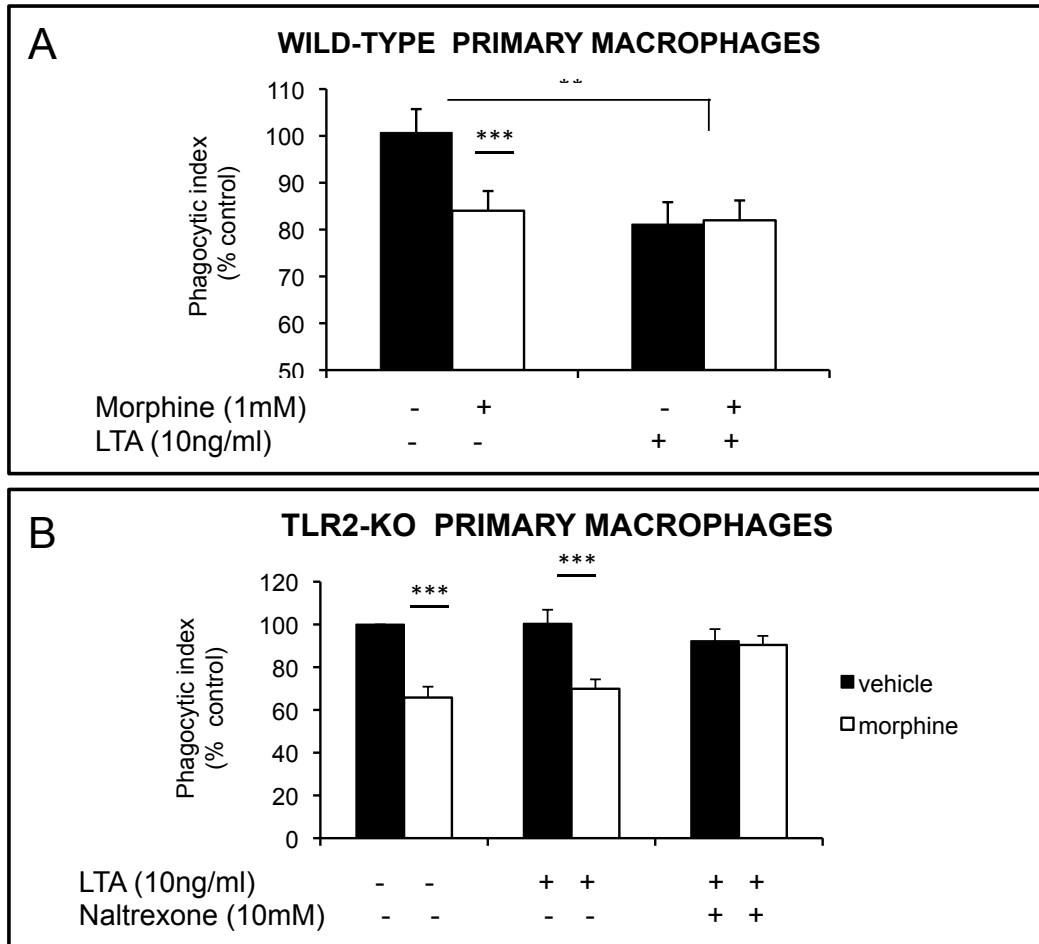 A
WILD-TYPE PRIMARY MACROPHAGES
**
***
110
100
90
80
70
60
50
Phagocytic index
(% control)
Morphine (1mM) - + - +
LTA (10ng/ml) - - + +
B
TLR2-KO PRIMARY MACROPHAGES
*** ***
120
100
80
60
40
20
0
Phagocytic index
(% control)
vehicle
morphine
LTA (10ng/ml) - - + + + +
Naltrexone (10mM) - - - - + +